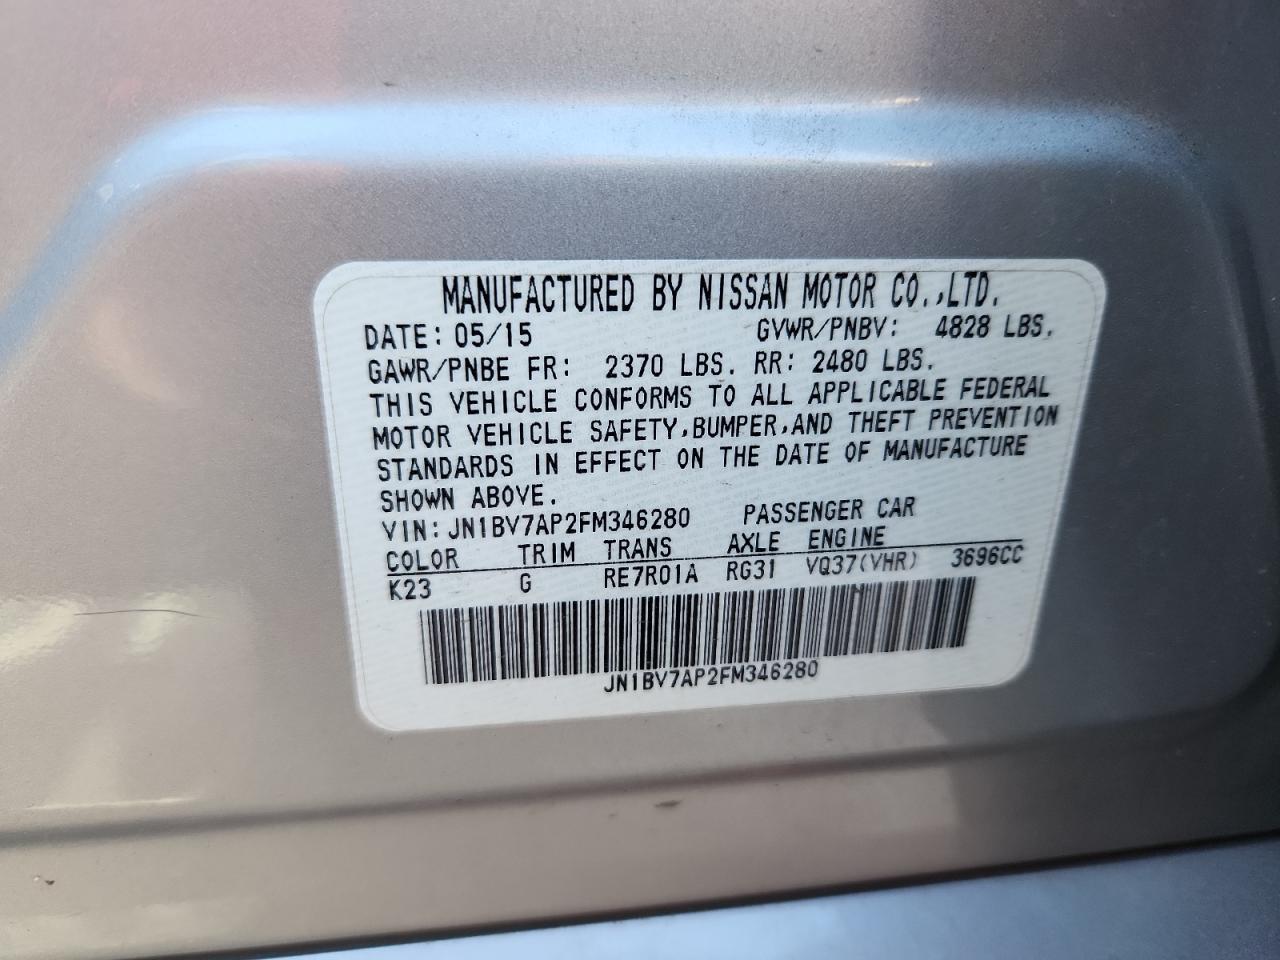 MANUFACTURED BY NISSAN MOTOR CO.,LTD.
DATE: 05/15 GVWR/PNBV: 4828 LBS.
GAWR/PNBE FR: 2370 LBS. RR: 2480 LBS.
THIS VEHICLE CONFORMS TO ALL APPLICABLE FEDERAL
MOTOR VEHICLE SAFETY,BUMPER,AND THEFT PREVENTION
STANDARDS IN EFFECT ON THE DATE OF MANUFACTURE
SHOWN ABOVE.
VIN: JN1BV7AP2FM346280 PASSENGER CAR
COLOR TRIM TRANS AXLE ENGINE
K23 G RE7R01A RG31 VQ37(VHR) 3696CC
JN1BV7AP2FM346280